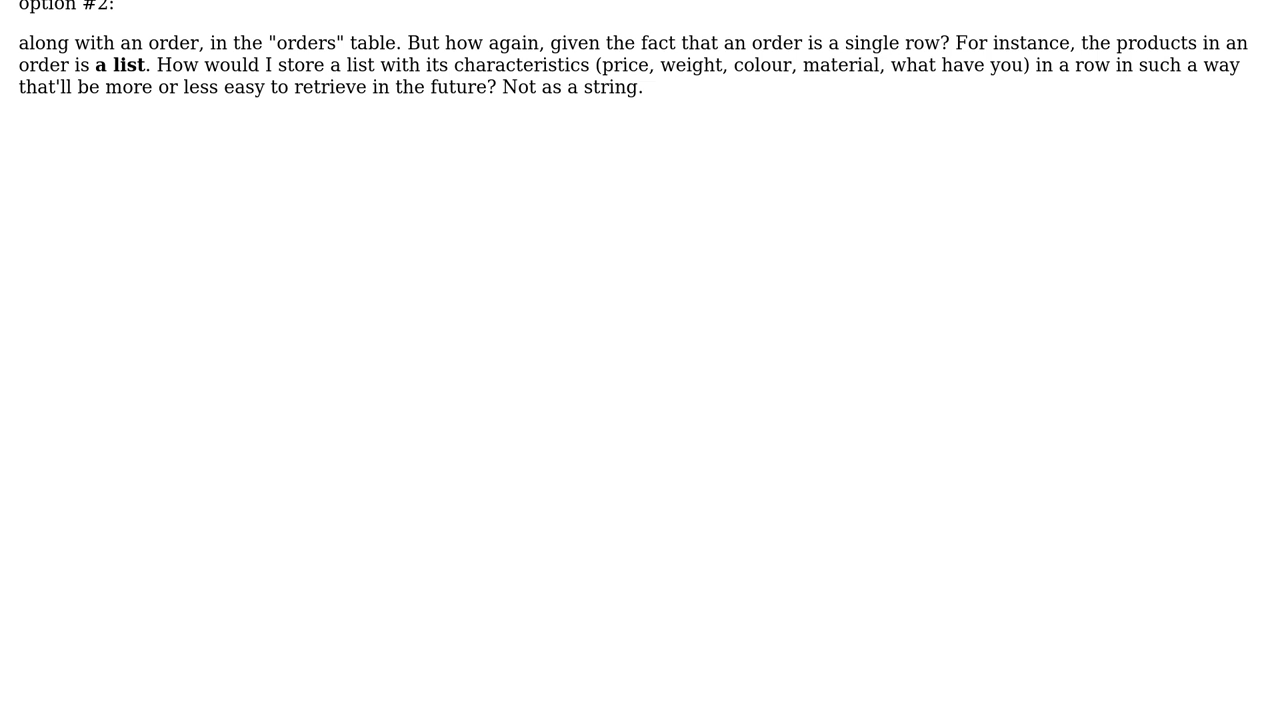 option #2:
along with an order, in the "orders" table. But how again, given the fact that an order is a single row? For instance, the products in an
order is a list. How would I store a list with its characteristics (price, weight, colour, material, what have you) in a row in such a way
that'll be more or less easy to retrieve in the future? Not as a string.